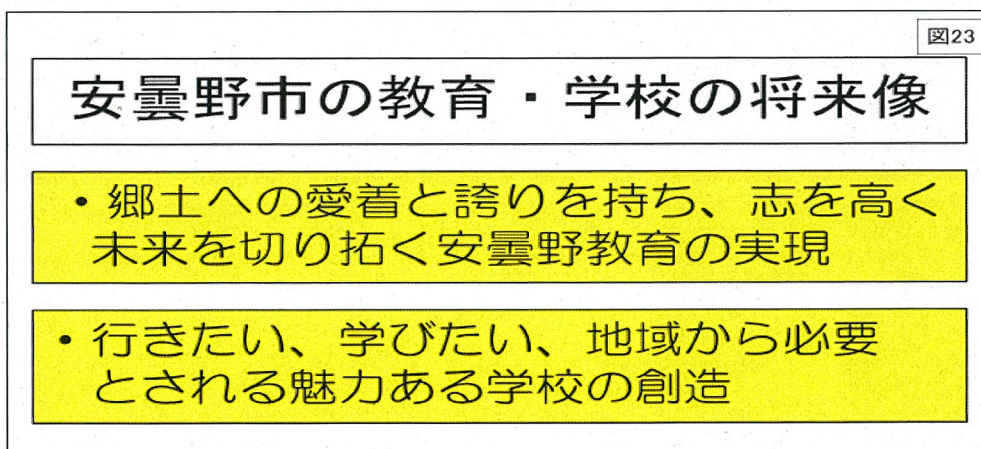 図23
安曇野市の教育・学校の将来像
・郷土への愛着と誇りを持ち、志を高く
未来を切り拓く安曇野教育の実現
・行きたい、学びたい、地域から必要
とされる魅力ある学校の創造